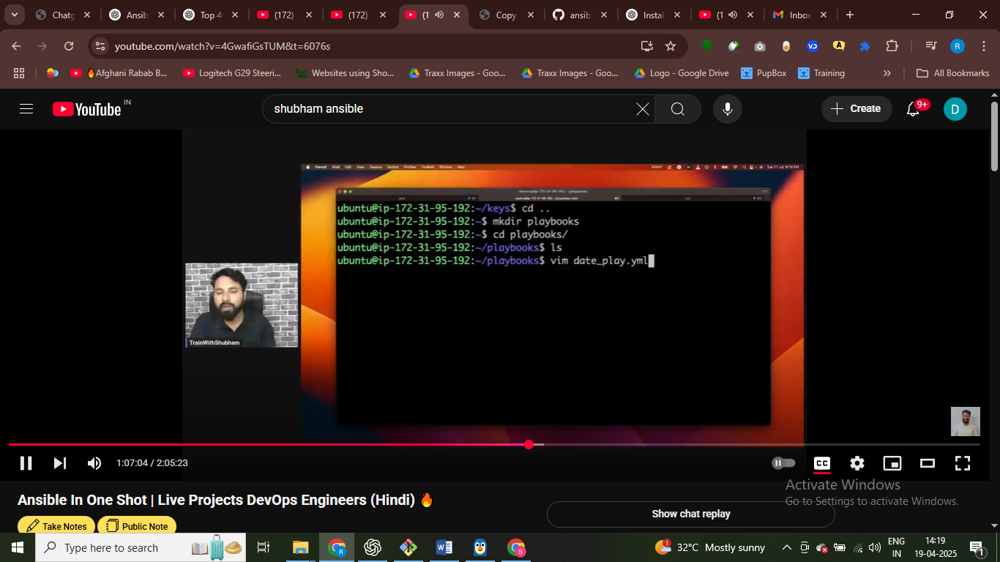 Chatg
Ansib
Top 4
(172)
(172)
(1
Copy
ansib
Instal
(1
Inbox
youtube.com/watch?v=4GwafiGsTUM&t=6076s
R
🔥Afghani Rabab B...
Logitech G29 Steeri...
Websites using Sho...
Traxx Images - Goo...
Traxx Images - Goo...
Logo - Google Drive
PupBox
Training
All Bookmarks
YouTube IN
shubham ansible
Create
9+
D
ubuntu@ip-172-31-95-192:~/keys$ cd ..
ubuntu@ip-172-31-95-192:~$ mkdir playbooks
ubuntu@ip-172-31-95-192:~$ cd playbooks/
ubuntu@ip-172-31-95-192:~/playbooks$ ls
ubuntu@ip-172-31-95-192:~/playbooks$ vim date_play.yml
TrainWithShubham
1:07:04 / 2:05:23
CC
Activate Windows
Go to Settings to activate Windows.
Ansible In One Shot | Live Projects DevOps Engineers (Hindi) 🔥
Show chat replay
Take Notes
Public Note
Type here to search
32°C Mostly sunny
ENG
IN
14:19
19-04-2025